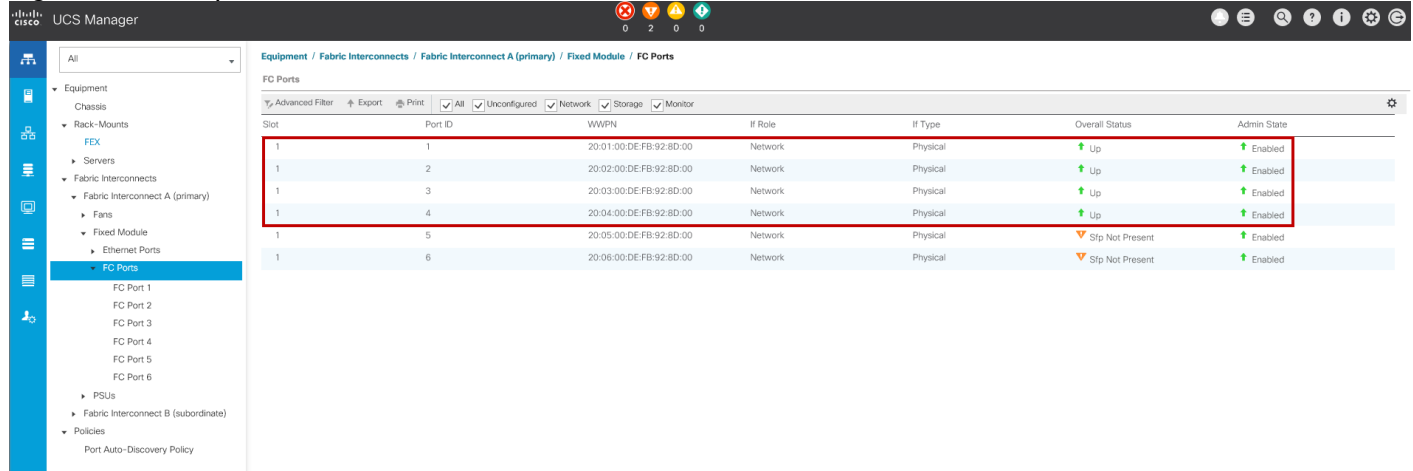 cisco UCS Manager
0 2 0 0
All
Equipment
Chassis
Rack-Mounts
FEX
Servers
Fabric Interconnects
Fabric Interconnect A (primary)
Fans
Fixed Module
Ethernet Ports
FC Ports
FC Port 1
FC Port 2
FC Port 3
FC Port 4
FC Port 5
FC Port 6
PSUs
Fabric Interconnect B (subordinate)
Policies
Port Auto-Discovery Policy
Equipment / Fabric Interconnects / Fabric Interconnect A (primary) / Fixed Module / FC Ports
FC Ports
Advanced Filter Export Print All Unconfigured Network Storage Monitor
Slot Port ID WWPN If Role If Type Overall Status Admin State
1 1 20:01:00:DE:FB:92:8D:00 Network Physical Up Enabled
1 2 20:02:00:DE:FB:92:8D:00 Network Physical Up Enabled
1 3 20:03:00:DE:FB:92:8D:00 Network Physical Up Enabled
1 4 20:04:00:DE:FB:92:8D:00 Network Physical Up Enabled
1 5 20:05:00:DE:FB:92:8D:00 Network Physical Sfp Not Present Enabled
1 6 20:06:00:DE:FB:92:8D:00 Network Physical Sfp Not Present Enabled